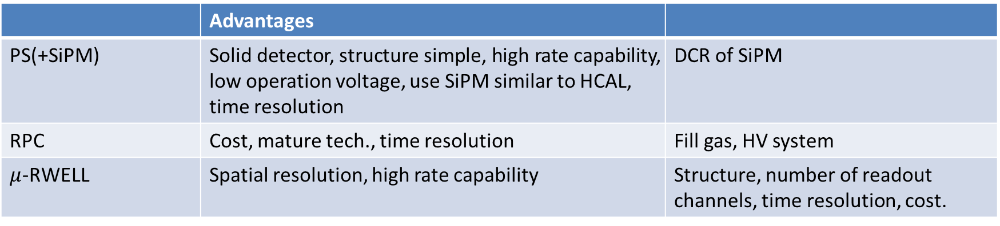 Advantages
PS(+SiPM)
Solid detector, structure simple, high rate capability,
low operation voltage, use SiPM similar to HCAL,
time resolution
DCR of SiPM
RPC
Cost, mature tech., time resolution
Fill gas, HV system
𝜇-RWELL
Spatial resolution, high rate capability
Structure, number of readout
channels, time resolution, cost.